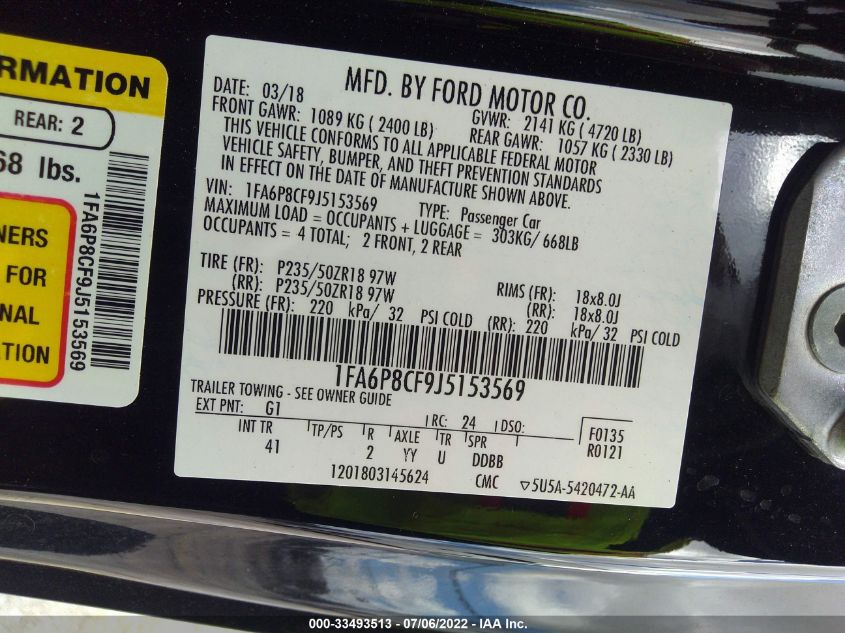 RMATION
REAR: 2
68 lbs.
NERS
FOR
NAL
TION
1FA6P8CF9J5153569
MFD. BY FORD MOTOR CO.
DATE: 03/18 GVWR: 2141 KG ( 4720 LB)
FRONT GAWR: 1089 KG ( 2400 LB) REAR GAWR: 1057 KG ( 2330 LB)
THIS VEHICLE CONFORMS TO ALL APPLICABLE FEDERAL MOTOR
VEHICLE SAFETY, BUMPER, AND THEFT PREVENTION STANDARDS
IN EFFECT ON THE DATE OF MANUFACTURE SHOWN ABOVE.
VIN: 1FA6P8CF9J5153569 TYPE: Passenger Car
MAXIMUM LOAD = OCCUPANTS + LUGGAGE = 303KG/ 668LB
OCCUPANTS = 4 TOTAL; 2 FRONT, 2 REAR
TIRE (FR): P235/50ZR18 97W RIMS (FR): 18x8.0J
(RR): P235/50ZR18 97W (RR): 18x8.0J
PRESSURE (FR): 220 kPa/ 32 PSI COLD (RR): 220 kPa/ 32 PSI COLD
1FA6P8CF9J5153569
TRAILER TOWING - SEE OWNER GUIDE
EXT PNT: G1 RC: 24 DSO: F0135
INT TR TP/PS R AXLE TR SPR R0121
41 2 YY U DDBB
1201803145624 CMC ▽5U5A-5420472-AA
000-33493513 - 07/06/2022 - IAA Inc.